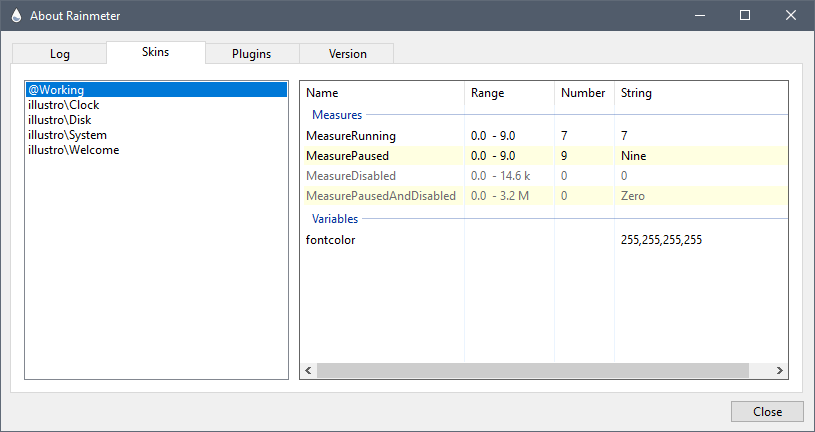 About Rainmeter
Log Skins Plugins Version
@Working
illustro\Clock
illustro\Disk
illustro\System
illustro\Welcome
Name Range Number String
Measures
MeasureRunning 0.0 - 9.0 7 7
MeasurePaused 0.0 - 9.0 9 Nine
MeasureDisabled 0.0 - 14.6 k 0 0
MeasurePausedAndDisabled 0.0 - 3.2 M 0 Zero
Variables
fontcolor 255,255,255,255
Close